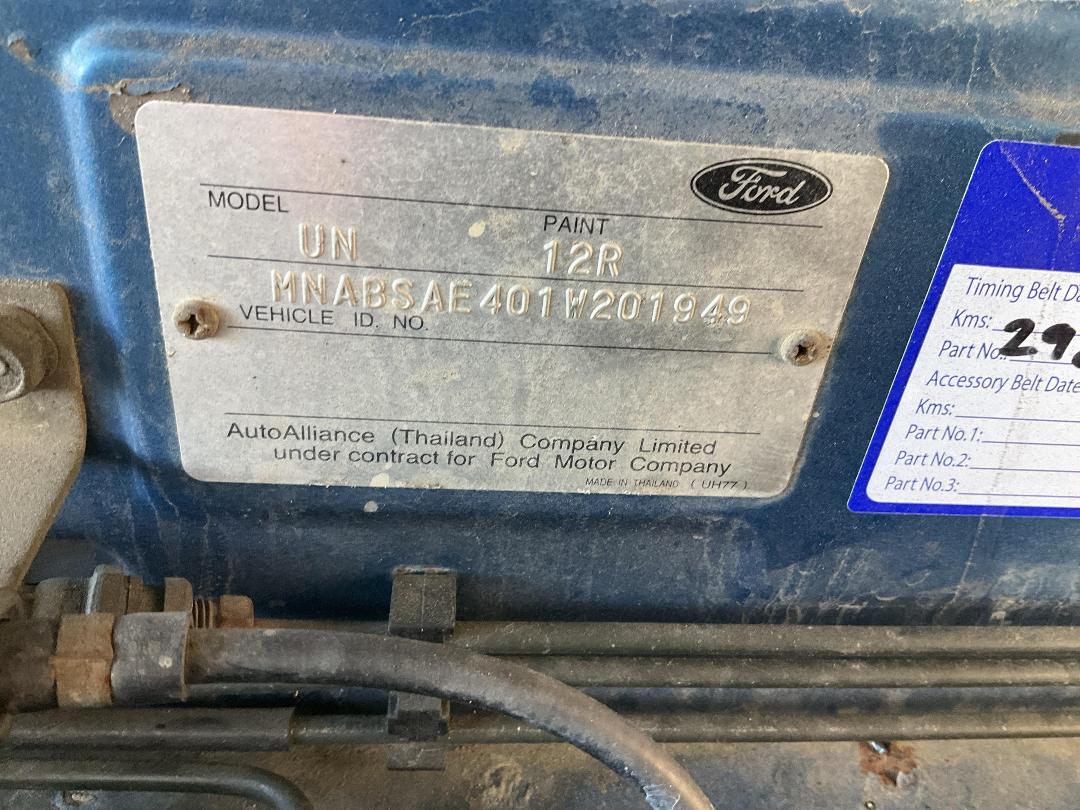 Ford
MODEL
PAINT
UN 12R
MNABSAE401W201949
VEHICLE ID. NO.
AutoAlliance (Thailand) Company Limited
under contract for Ford Motor Company
MADE IN THAILAND ( UH77 )
Timing Belt
Kms:
Part No.:
Accessory Belt Date
Kms:
Part No.1:
Part No.2:
Part No.3: